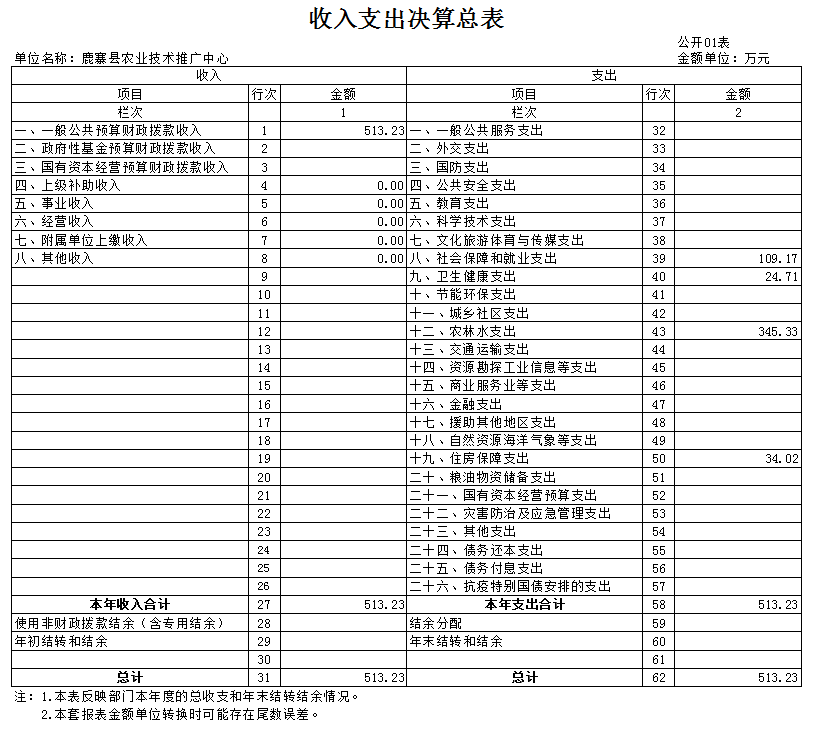 收入支出决算总表
公开01表
单位名称：鹿寨县农业技术推广中心 金额单位：万元
收入 支出
项目 行次 金额 项目 行次 金额
栏次 1 栏次 2
一、一般公共预算财政拨款收入 1 513.23 一、一般公共服务支出 32
二、政府性基金预算财政拨款收入 2 二、外交支出 33
三、国有资本经营预算财政拨款收入 3 三、国防支出 34
四、上级补助收入 4 0.00 四、公共安全支出 35
五、事业收入 5 0.00 五、教育支出 36
六、经营收入 6 0.00 六、科学技术支出 37
七、附属单位上缴收入 7 0.00 七、文化旅游体育与传媒支出 38
八、其他收入 8 0.00 八、社会保障和就业支出 39 109.17
9 九、卫生健康支出 40 24.71
10 十、节能环保支出 41
11 十一、城乡社区支出 42
12 十二、农林水支出 43 345.33
13 十三、交通运输支出 44
14 十四、资源勘探工业信息等支出 45
15 十五、商业服务业等支出 46
16 十六、金融支出 47
17 十七、援助其他地区支出 48
18 十八、自然资源海洋气象等支出 49
19 十九、住房保障支出 50 34.02
20 二十、粮油物资储备支出 51
21 二十一、国有资本经营预算支出 52
22 二十二、灾害防治及应急管理支出 53
23 二十三、其他支出 54
24 二十四、债务还本支出 55
25 二十五、债务付息支出 56
26 二十六、抗疫特别国债安排的支出 57
本年收入合计 27 513.23 本年支出合计 58 513.23
使用非财政拨款结余（含专用结余） 28 结余分配 59
年初结转和结余 29 年末结转和结余 60
30 61
总计 31 513.23 总计 62 513.23
注：1.本表反映部门本年度的总收支和年末结转结余情况。
2.本套报表金额单位转换时可能存在尾数误差。